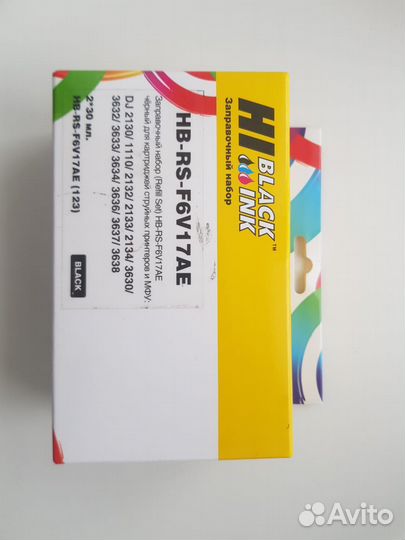 HI
BLACK™
INK
Заправочный набор
HB-RS-F6V17AE
Заправочный набор (Refill Set) HB-RS-F6V17AE
чёрный для картриджей струйных принтеров и МФУ:
DJ 2130/ 1110/ 2132/ 2133/ 2134/ 3630/
3632/ 3633/ 3634/ 3636/ 3637/ 3638
2*30 мл.
HB-RS-F6V17AE (123)
BLACK
Avito